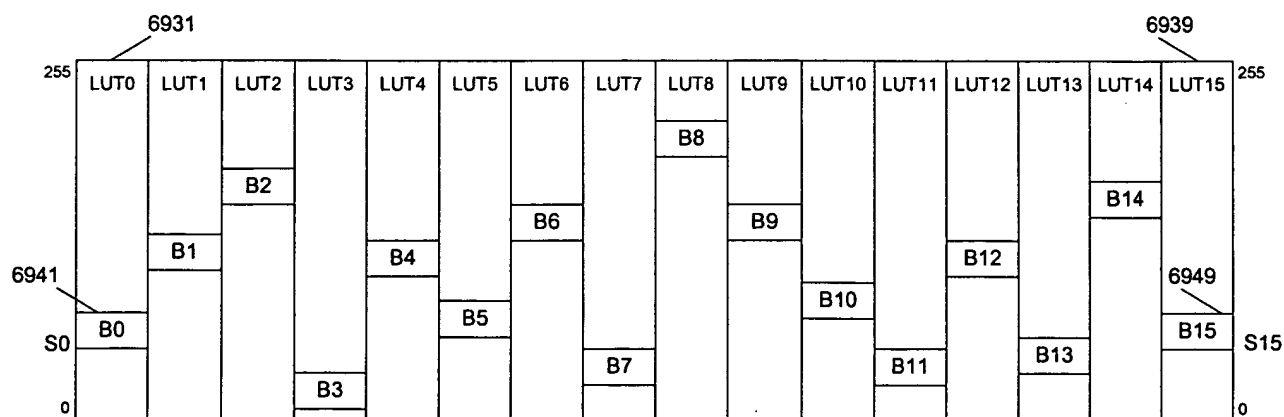 6931 6939
255 LUT0 LUT1 LUT2 LUT3 LUT4 LUT5 LUT6 LUT7 LUT8 LUT9 LUT10 LUT11 LUT12 LUT13 LUT14 LUT15 255
B8
B2
B14
B6 B9
B1
B4 B12
6941 6949
B10
B5
S0 B0 B15 S15
B13
B7 B11
B3
0 0